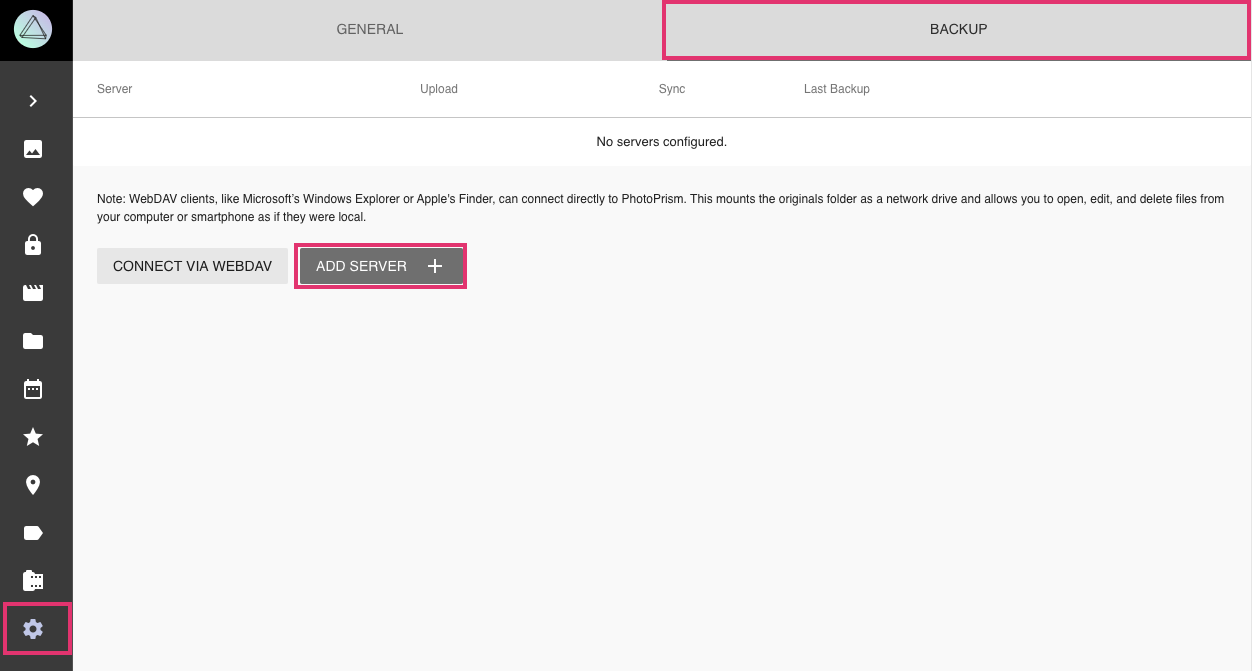 GENERAL
BACKUP
Server
Upload
Sync
Last Backup
No servers configured.
Note: WebDAV clients, like Microsoft’s Windows Explorer or Apple's Finder, can connect directly to PhotoPrism. This mounts the originals folder as a network drive and allows you to open, edit, and delete files from
your computer or smartphone as if they were local.
CONNECT VIA WEBDAV
ADD SERVER